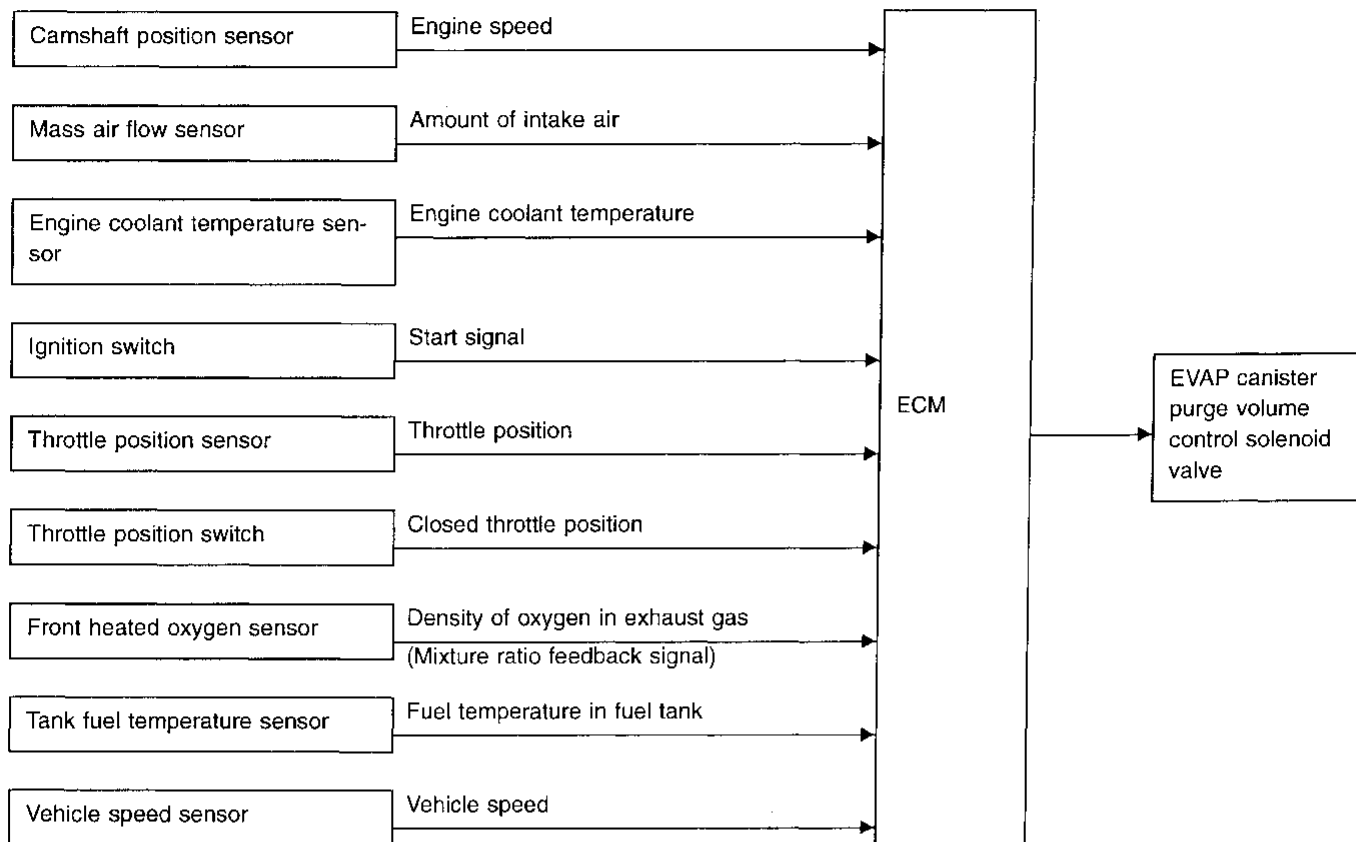 Camshaft position sensor
Engine speed
Mass air flow sensor
Amount of intake air
Engine coolant temperature sen-
sor
Engine coolant temperature
Ignition switch
Start signal
Throttle position sensor
Throttle position
Throttle position switch
Closed throttle position
Front heated oxygen sensor
Density of oxygen in exhaust gas
(Mixture ratio feedback signal)
Tank fuel temperature sensor
Fuel temperature in fuel tank
Vehicle speed sensor
Vehicle speed
ECM
EVAP canister
purge volume
control solenoid
valve